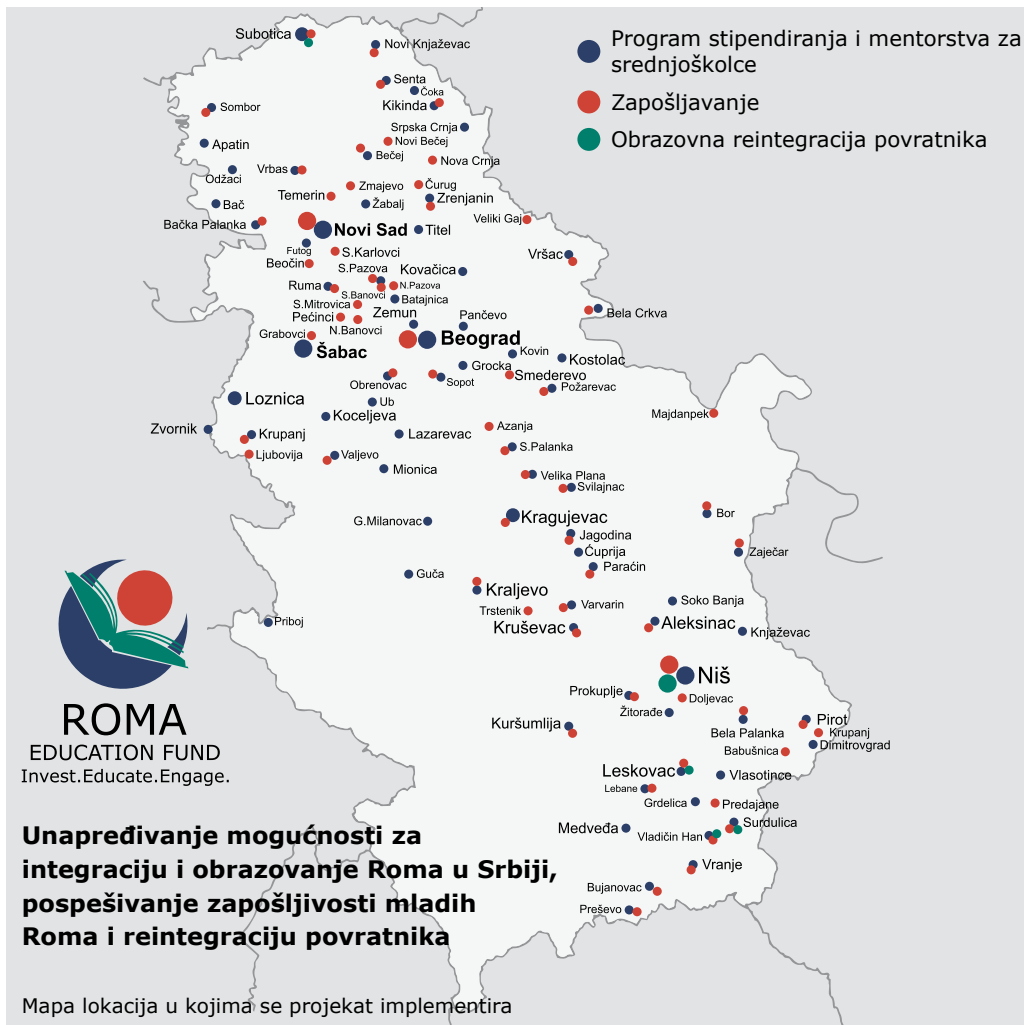 Subotica
Novi Knjaževac
Program stipendiranja i mentorstva za
srednjoškolce
Zapošljavanje
Obrazovna reintegracija povratnika
Senta
Čoka
Kikinda
Sombor
Srpska Crnja
Apatin
Novi Bečej
Bečej
Nova Crnja
Odžaci
Vrbas
Zmajevo
Čurug
Temerin
Žabalj
Zrenjanin
Bač
Bačka Palanka
Novi Sad
Titel
Veliki Gaj
Futog
S.Karlovci
Beočin
Vršac
S.Pazova
Kovačica
Ruma
N.Pazova
S.Banovci
Batajnica
S.Mitrovica
Pećinci
Zemun
Pančevo
Bela Crkva
N.Banovci
Grabovci
Beograd
Šabac
Kovin
Kostolac
Grocka
Obrenovac
Sopot
Smederevo
Požarevac
Loznica
Ub
Koceljeva
Majdanpek
Zvornik
Krupanj
Lazarevac
Azanja
Ljubovija
Valjevo
S.Palanka
Mionica
Velika Plana
Svilajnac
G.Milanovac
Kragujevac
Bor
Jagodina
Ćuprija
Zaječar
Paraćin
Guča
Kraljevo
Trstenik
Varvarin
Soko Banja
Priboj
Kruševac
Aleksinac
Knjaževac
Niš
Prokuplje
Doljevac
Žitorađe
Kuršumlija
Bela Palanka
Pirot
Krupanj
Dimitrovgrad
Babušnica
Leskovac
Vlasotince
Lebane
Grdelica
Predajane
Medveđa
Vladičin Han
Surdulica
Vranje
Bujanovac
Preševo
ROMA
EDUCATION FUND
Invest.Educate.Engage.
Unapređivanje mogućnosti za
integraciju i obrazovanje Roma u Srbiji,
pospešivanje zapošljivosti mladih
Roma i reintegraciju povratnika
Mapa lokacija u kojima se projekat implementira